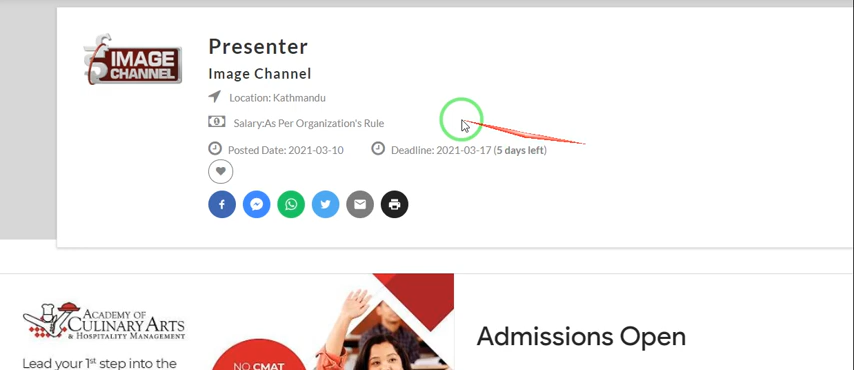 IMAGE
CHANNEL
Presenter
Image Channel
Location: Kathmandu
Salary:As Per Organization's Rule
Posted Date: 2021-03-10 Deadline: 2021-03-17 (5 days left)
ACADEMY OF
CULINARY ARTS
& HOSPITALITY MANAGEMENT
Lead your 1st step into the
NO CMAT
Admissions Open